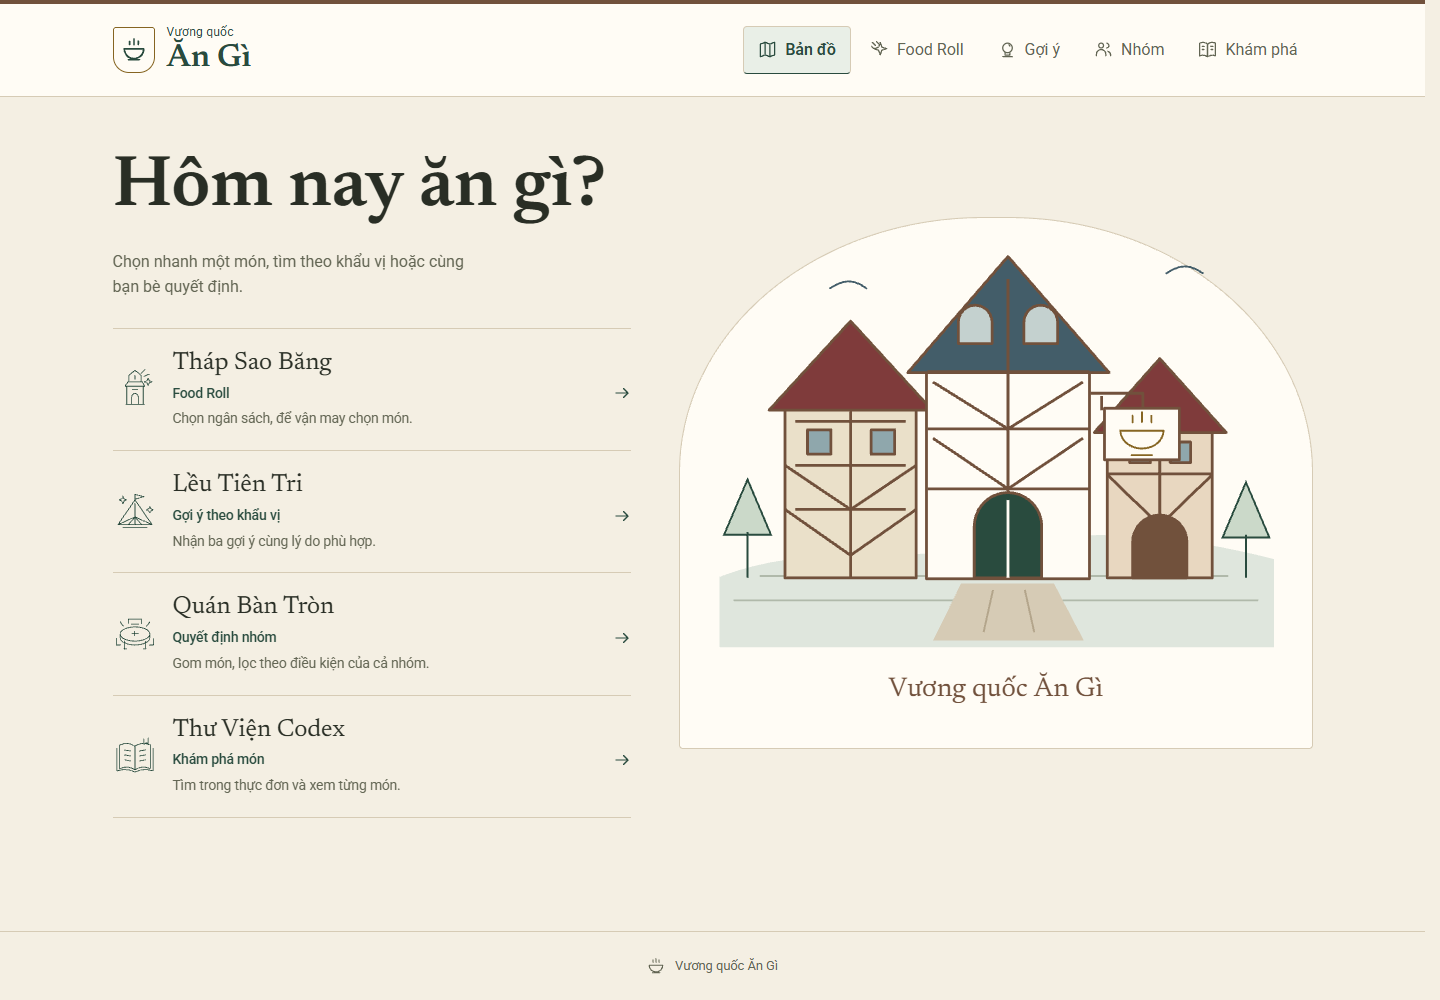 Vương quốc
Ăn Gì
Bản đồ
Food Roll
Gợi ý
Nhóm
Khám phá
Hôm nay ăn gì?
Chọn nhanh một món, tìm theo khẩu vị hoặc cùng
bạn bè quyết định.
Tháp Sao Băng
Food Roll
Chọn ngân sách, để vận may chọn món.
Lều Tiên Tri
Gợi ý theo khẩu vị
Nhận ba gợi ý cùng lý do phù hợp.
Quán Bàn Tròn
Quyết định nhóm
Gom món, lọc theo điều kiện của cả nhóm.
Thư Viện Codex
Khám phá món
Tìm trong thực đơn và xem từng món.
Vương quốc Ăn Gì
Vương quốc Ăn Gì